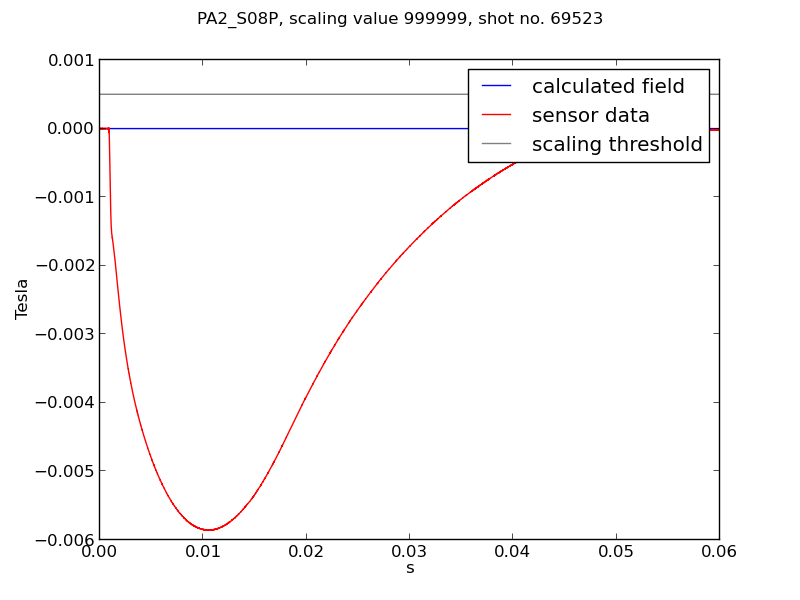 PA2_S08P, scaling value 999999, shot no. 69523
0.001
calculated field
sensor data
scaling threshold
0.000
−0.001
−0.002
Tesla
−0.003
−0.004
−0.005
−0.006
0.00 0.01 0.02 0.03 0.04 0.05 0.06
s